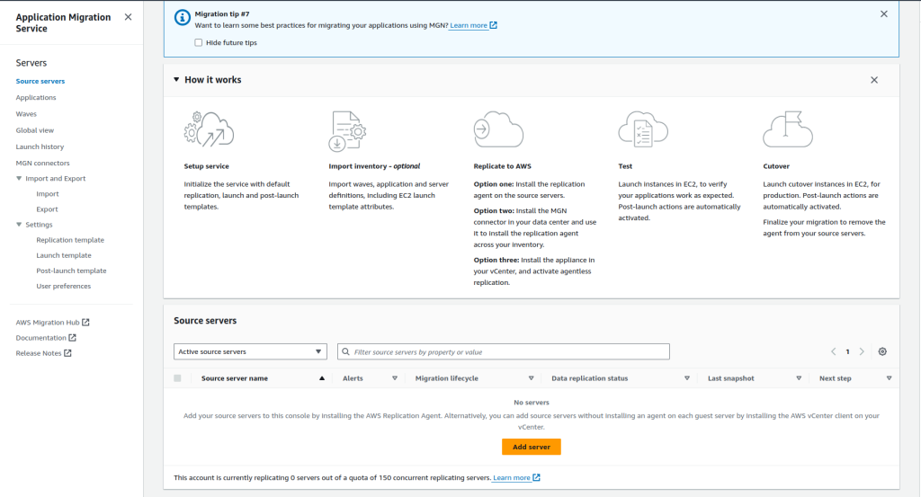 Application Migration
Service
Servers
Source servers
Applications
Waves
Global view
Launch history
MGN connectors
Import and Export
Import
Export
Settings
Replication template
Launch template
Post-launch template
User preferences
AWS Migration Hub
Documentation
Release Notes
Migration tip #7
Want to learn some best practices for migrating your applications using MGN? Learn more
Hide future tips
How it works
Setup service
Initialize the service with default
replication, launch and post-launch
templates.
Import inventory - optional
Import waves, application and server
definitions, including EC2 launch
template attributes.
Replicate to AWS
Option one: Install the replication
agent on the source servers.
Option two: Install the MGN
connector in your data center and use
it to install the replication agent
across your inventory.
Option three: Install the appliance in
your vCenter, and activate agentless
replication.
Test
Launch instances in EC2, to verify
your applications work as expected.
Post-launch actions are automatically
activated.
Cutover
Launch cutover instances in EC2, for
production. Post-launch actions are
automatically activated.
Finalize your migration to remove the
agent from your source servers.
Source servers
Active source servers
Filter source servers by property or value
1
Source server name
Alerts
Migration lifecycle
Data replication status
Last snapshot
Next step
No servers
Add your source servers to this console by installing the AWS Replication Agent. Alternatively, you can add source servers without installing an agent on each guest server by installing the AWS vCenter client on your
vCenter.
Add server
This account is currently replicating 0 servers out of a quota of 150 concurrent replicating servers. Learn more